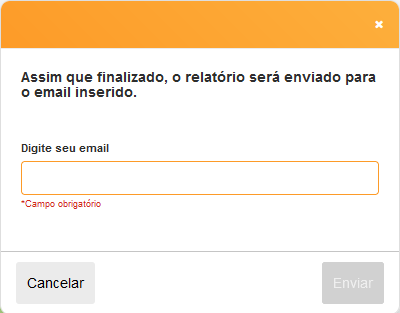 Assim que finalizado, o relatório será enviado para
o email inserido.
Digite seu email
*Campo obrigatório
Cancelar
Enviar